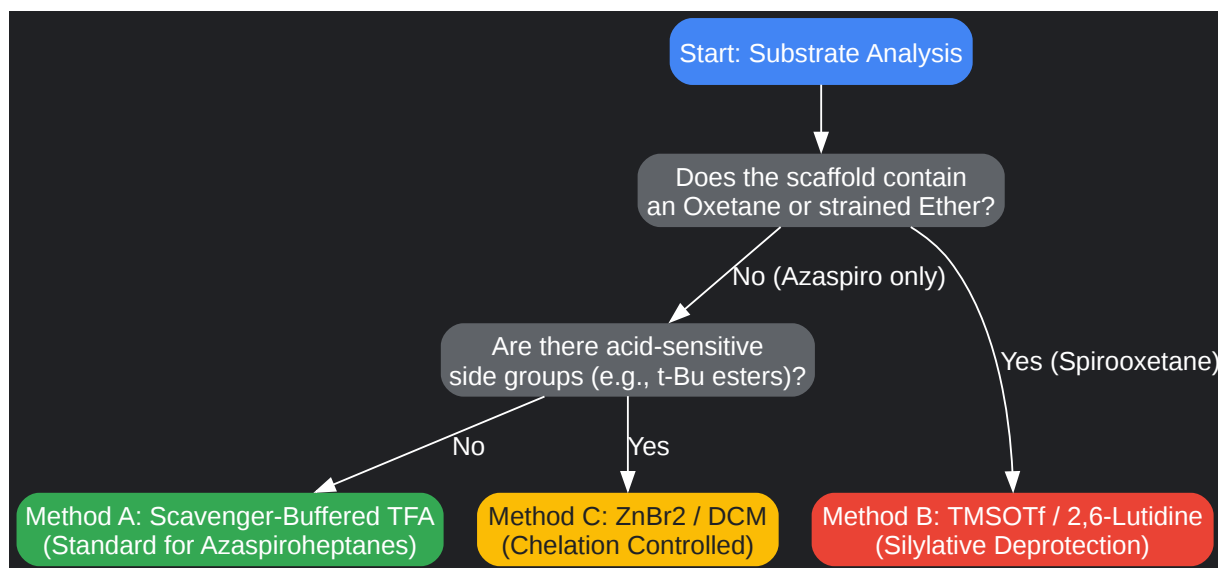 Start: Substrate Analysis
Does the scaffold contain
an Oxetane or strained Ether?
No (Azaspiro only)
Yes (Spirooxetane)
Are there acid-sensitive
side groups (e.g., t-Bu esters)?
No
Yes
Method A: Scavenger-Buffered TFA
(Standard for Azaspiroheptanes)
Method C: ZnBr2 / DCM
(Chelation Controlled)
Method B: TMSOTf / 2,6-Lutidine
(Silylative Deprotection)